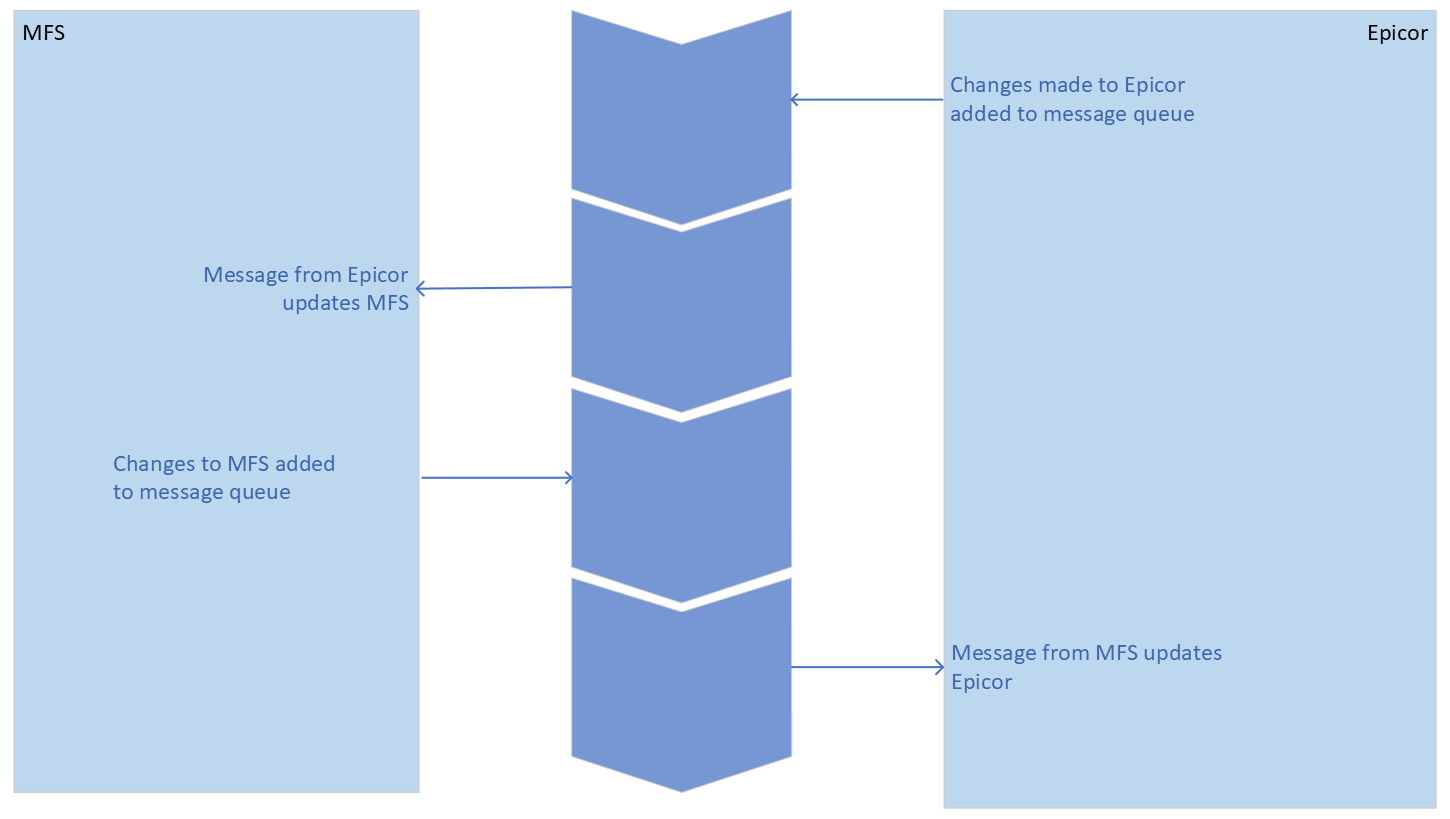 MFS
Epicor
Changes made to Epicor
added to message queue
Message from Epicor
updates MFS
Changes to MFS added
to message queue
Message from MFS updates
Epicor